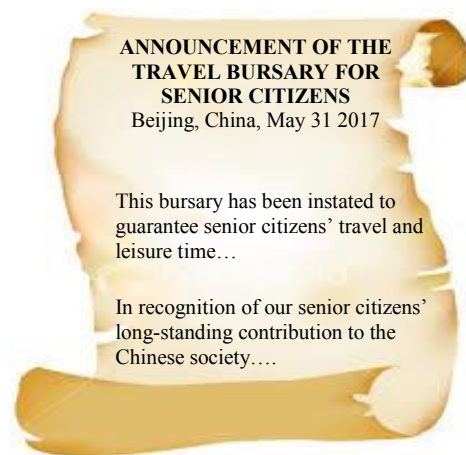 ANNOUNCEMENT OF THE
TRAVEL BURSARY FOR
SENIOR CITIZENS
Beijing, China, May 31 2017
This bursary has been instated to
guarantee senior citizens’ travel and
leisure time…
In recognition of our senior citizens’
long-standing contribution to the
Chinese society….